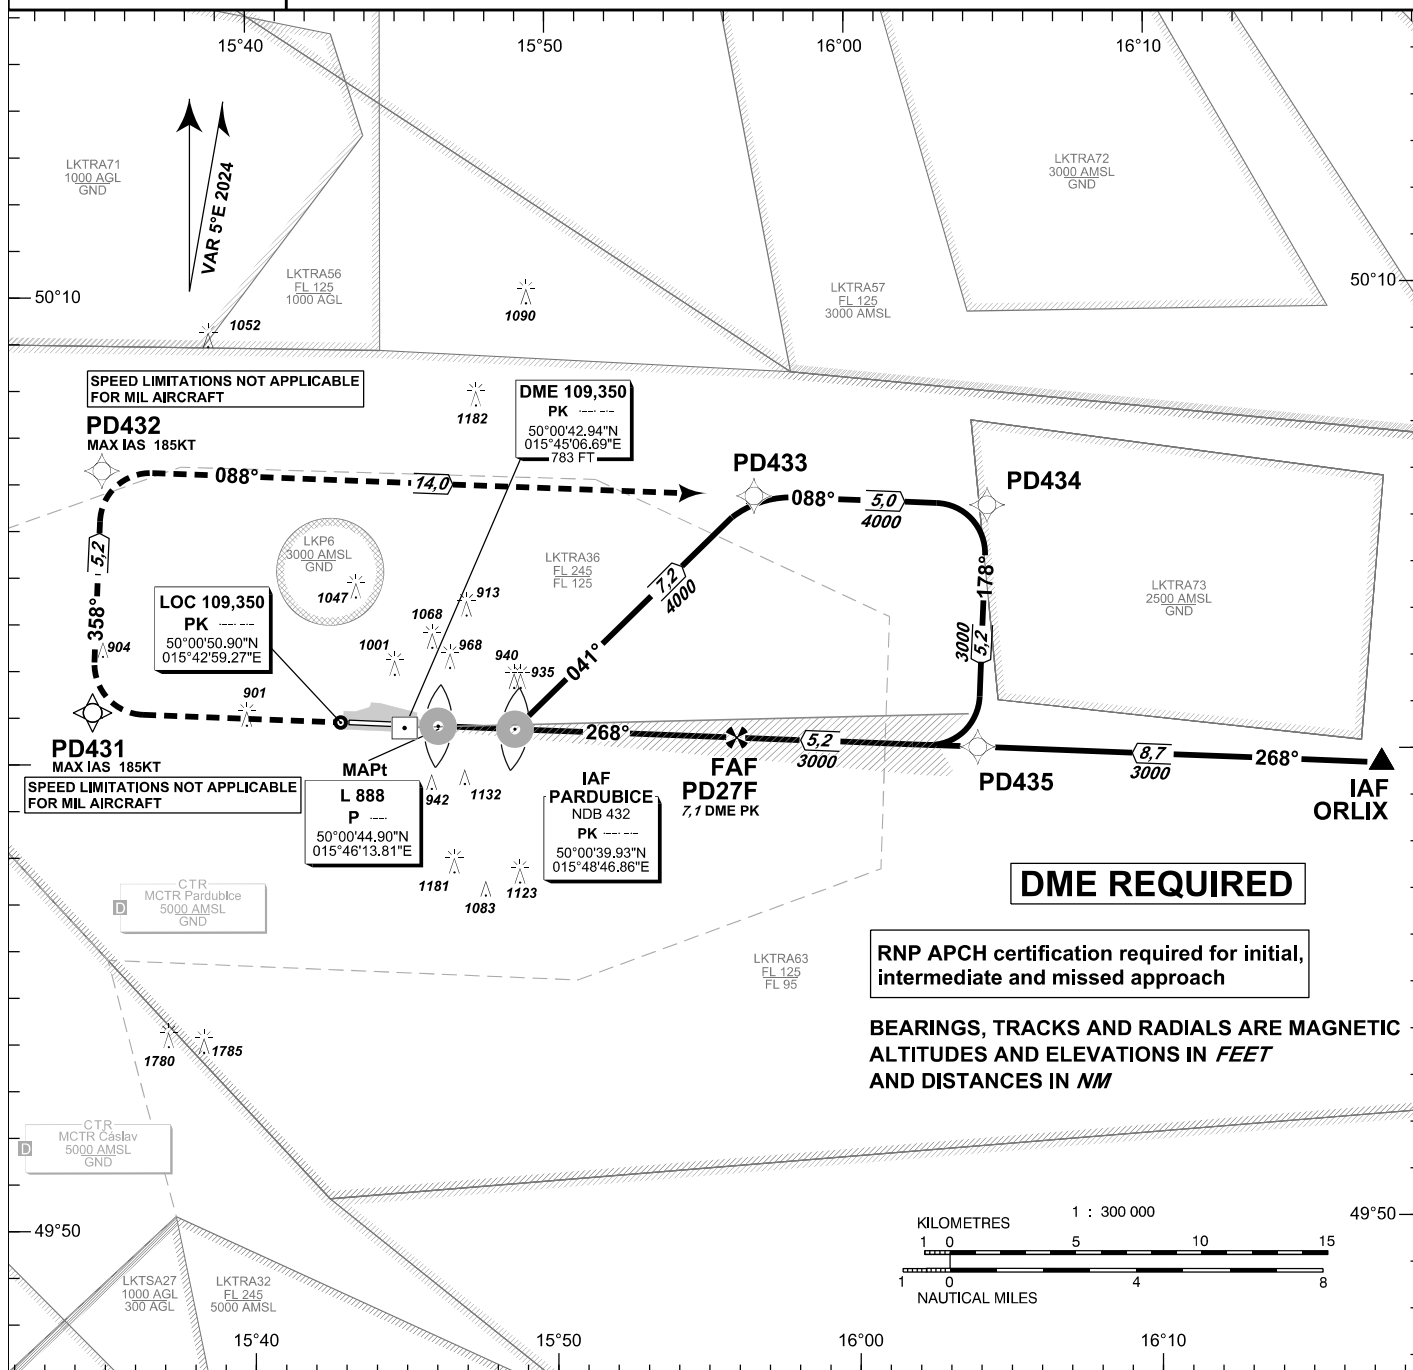 15°40
15°50
16°00
16°10
LKTRA71
1000 AGL
GND
VAR 5°E 2024
LKTRA72
3000 AMSL
GND
LKTRA56
FL 125
1000 AGL
LKTRA57
FL 125
3000 AMSL
50°10
50°10
1052
1090
SPEED LIMITATIONS NOT APPLICABLE
FOR MIL AIRCRAFT
PD432
MAX IAS 185KT
1182
DME 109,350
PK
50°00'42.94"N
015°45'06.69"E
783 FT
PD433
PD434
088°
14,0
088°
5,0
4000
5,2
358°
LKP6
3000 AMSL
GND
LKTRA36
FL 245
FL 125
7,2
4000
178°
3000
5,2
LKTRA73
2500 AMSL
GND
1047
913
LOC 109,350
PK
50°00'50.90"N
015°42'59.27"E
1068
1001
968
940
935
041°
904
901
PD431
MAX IAS 185KT
SPEED LIMITATIONS NOT APPLICABLE
FOR MIL AIRCRAFT
268°
5,2
3000
8,7
3000
268°
MAPt
FAF
PD27F
7,1 DME PK
PD435
IAF
ORLIX
L 888
P
50°00'44.90"N
015°46'13.81"E
942
1132
IAF
PARDUBICE
NDB 432
PK
50°00'39.93"N
015°48'46.86"E
1181
1083
1123
DME REQUIRED
CTR
MCTR Pardubice
5000 AMSL
GND
D
LKTRA63
FL 125
FL 95
RNP APCH certification required for initial,
intermediate and missed approach
BEARINGS, TRACKS AND RADIALS ARE MAGNETIC
ALTITUDES AND ELEVATIONS IN FEET
AND DISTANCES IN NM
1780
1785
CTR
MCTR Čáslav
5000 AMSL
GND
D
49°50
49°50
1 : 300 000
KILOMETRES
1 0 5 10 15
1 0 4 8
NAUTICAL MILES
LKTSA27
1000 AGL
300 AGL
LKTRA32
FL 245
5000 AMSL
15°40
15°50
16°00
16°10